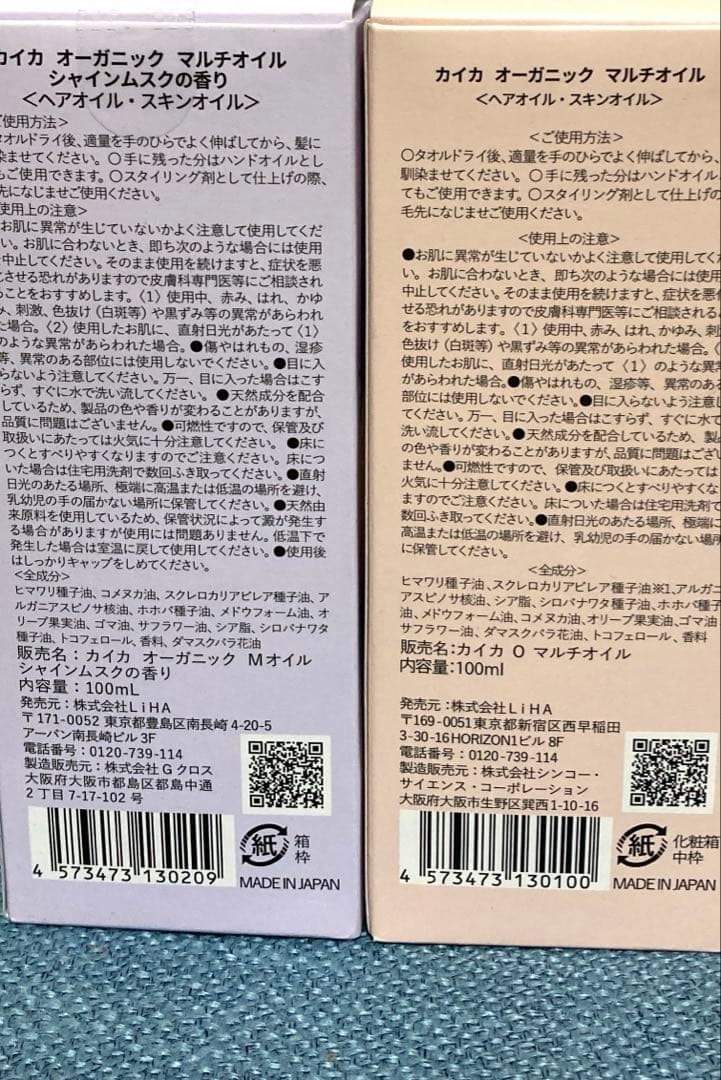 カイカ オーガニック マルチオイル
シャインムスクの香り
＜ヘアオイル・スキンオイル＞
ご使用方法＞
タオルドライ後、適量を手のひらでよく伸ばしてから、髪に
染ませてください。○手に残った分はハンドオイルとし
もご使用できます。○スタイリング剤として仕上げの際、
先になじませご使用ください。
使用上の注意＞
お肌に異常が生じていないかよく注意して使用してくだ
い。お肌に合わないとき、即ち次のような場合には使用
中止してください。そのまま使用を続けますと、症状を悪
化させる恐れがありますので皮膚科専門医等にご相談され
ることをおすすめします。〈1〉使用中、赤み、はれ、かゆ
み、刺激、色抜け(白斑等)や黒ずみ等の異常があらわれ
た場合。〈2〉使用したお肌に、直射日光があたって〈1〉
のような異常があらわれた場合。●傷やはれもの、湿疹
等、異常のある部位には使用しないでください。●目に入
らないよう注意してください。万一、目に入った場合はこす
らず、すぐに水で洗い流してください。●天然成分を配合
しているため、製品の色や香りが変わることがありますが、
品質に問題はございません。●可燃性ですので、保管及び
取扱いにあたっては火気に十分注意してください。●床に
つくとすべりやすくなりますのでご注意ください。床につ
いた場合は住宅用洗剤で数回ふき取ってください。●直射
日光のあたる場所、極端に高温または低温の場所を避け、
乳幼児の手の届かない場所に保管してください。●天然由
来原料を使用しているため、保管状況によって澱が発生す
る場合がありますが使用には問題ありません。低温下で
発生した場合は室温に戻して使用してください。●使用後
はしっかりキャップをしめてください。
＜全成分＞
ヒマワリ種子油、コメヌカ油、スクレロカリアビレア種子油、ア
ルガニアスピノサ核油、ホホバ種子油、メドウフォーム油、オ
リーブ果実油、ゴマ油、サフラワー油、シア脂、シロバナワタ
種子油、トコフェロール、香料、ダマスクバラ花油
販売名：カイカ オーガニック Mオイル
シャインムスクの香り
内容量：100mL
発売元：株式会社LiHA
〒171-0052 東京都豊島区南長崎 4-20-5
アーバン南長崎ビル 3F
電話番号：0120-739-114
製造販売元：株式会社 G クロス
大阪府大阪市都島区都島中通
2 丁目 7-17-102 号
4 573473 130209
紙
箱
枠
MADE IN JAPAN
カイカ オーガニック マルチオイル
＜ヘアオイル・スキンオイル＞
＜ご使用方法＞
○タオルドライ後、適量を手のひらでよく伸ばしてから、
馴染ませてください。○手に残った分はハンドオイル
てもご使用できます。○スタイリング剤として仕上げの
毛先になじませご使用ください。
＜使用上の注意＞
●お肌に異常が生じていないかよく注意して使用してく
い。お肌に合わないとき、即ち次のような場合には使用
中止してください。そのまま使用を続けますと、症状を悪
せる恐れがありますので皮膚科専門医等にご相談される
をおすすめします。〈1〉使用中、赤み、はれ、かゆみ、刺
色抜け(白斑等)や黒ずみ等の異常があらわれた場合。
使用したお肌に、直射日光があたって〈1〉のような異常
があらわれた場合。●傷やはれもの、湿疹等、異常のある
部位には使用しないでください。●目に入らないよう注意
てください。万一、目に入った場合はこすらず、すぐに水で
洗い流してください。●天然成分を配合しているため、製品
の色や香りが変わることがありますが、品質に問題はござい
ません。●可燃性ですので、保管及び取扱いにあたっては
火気に十分注意してください。●床につくとすべりやすくな
ますのでご注意ください。床についた場合は住宅用洗剤で
数回ふき取ってください。●直射日光のあたる場所、極端に
高温または低温の場所を避け、乳幼児の手の届かない場所
に保管してください。
＜全成分＞
ヒマワリ種子油、スクレロカリアビレア種子油※1、アルガニ
アスピノサ核油、シア脂、シロバナワタ種子油、ホホバ種子
油、メドウフォーム油、コメヌカ油、オリーブ果実油、ゴマ油
サフラワー油、ダマスクバラ花油、トコフェロール、香料
販売名：カイカ O マルチオイル
内容量：100ml
発売元：株式会社 LiHA
〒169-0051東京都新宿区西早稲田
3-30-16HORIZON1ビル 8F
電話番号：0120-739-114
製造販売元：株式会社シンコー・
サイエンス・コーポレーション
大阪府大阪市生野区巽西1-10-16
4 573473 130100
紙
化粧箱
中枠
MADE IN JAPAN